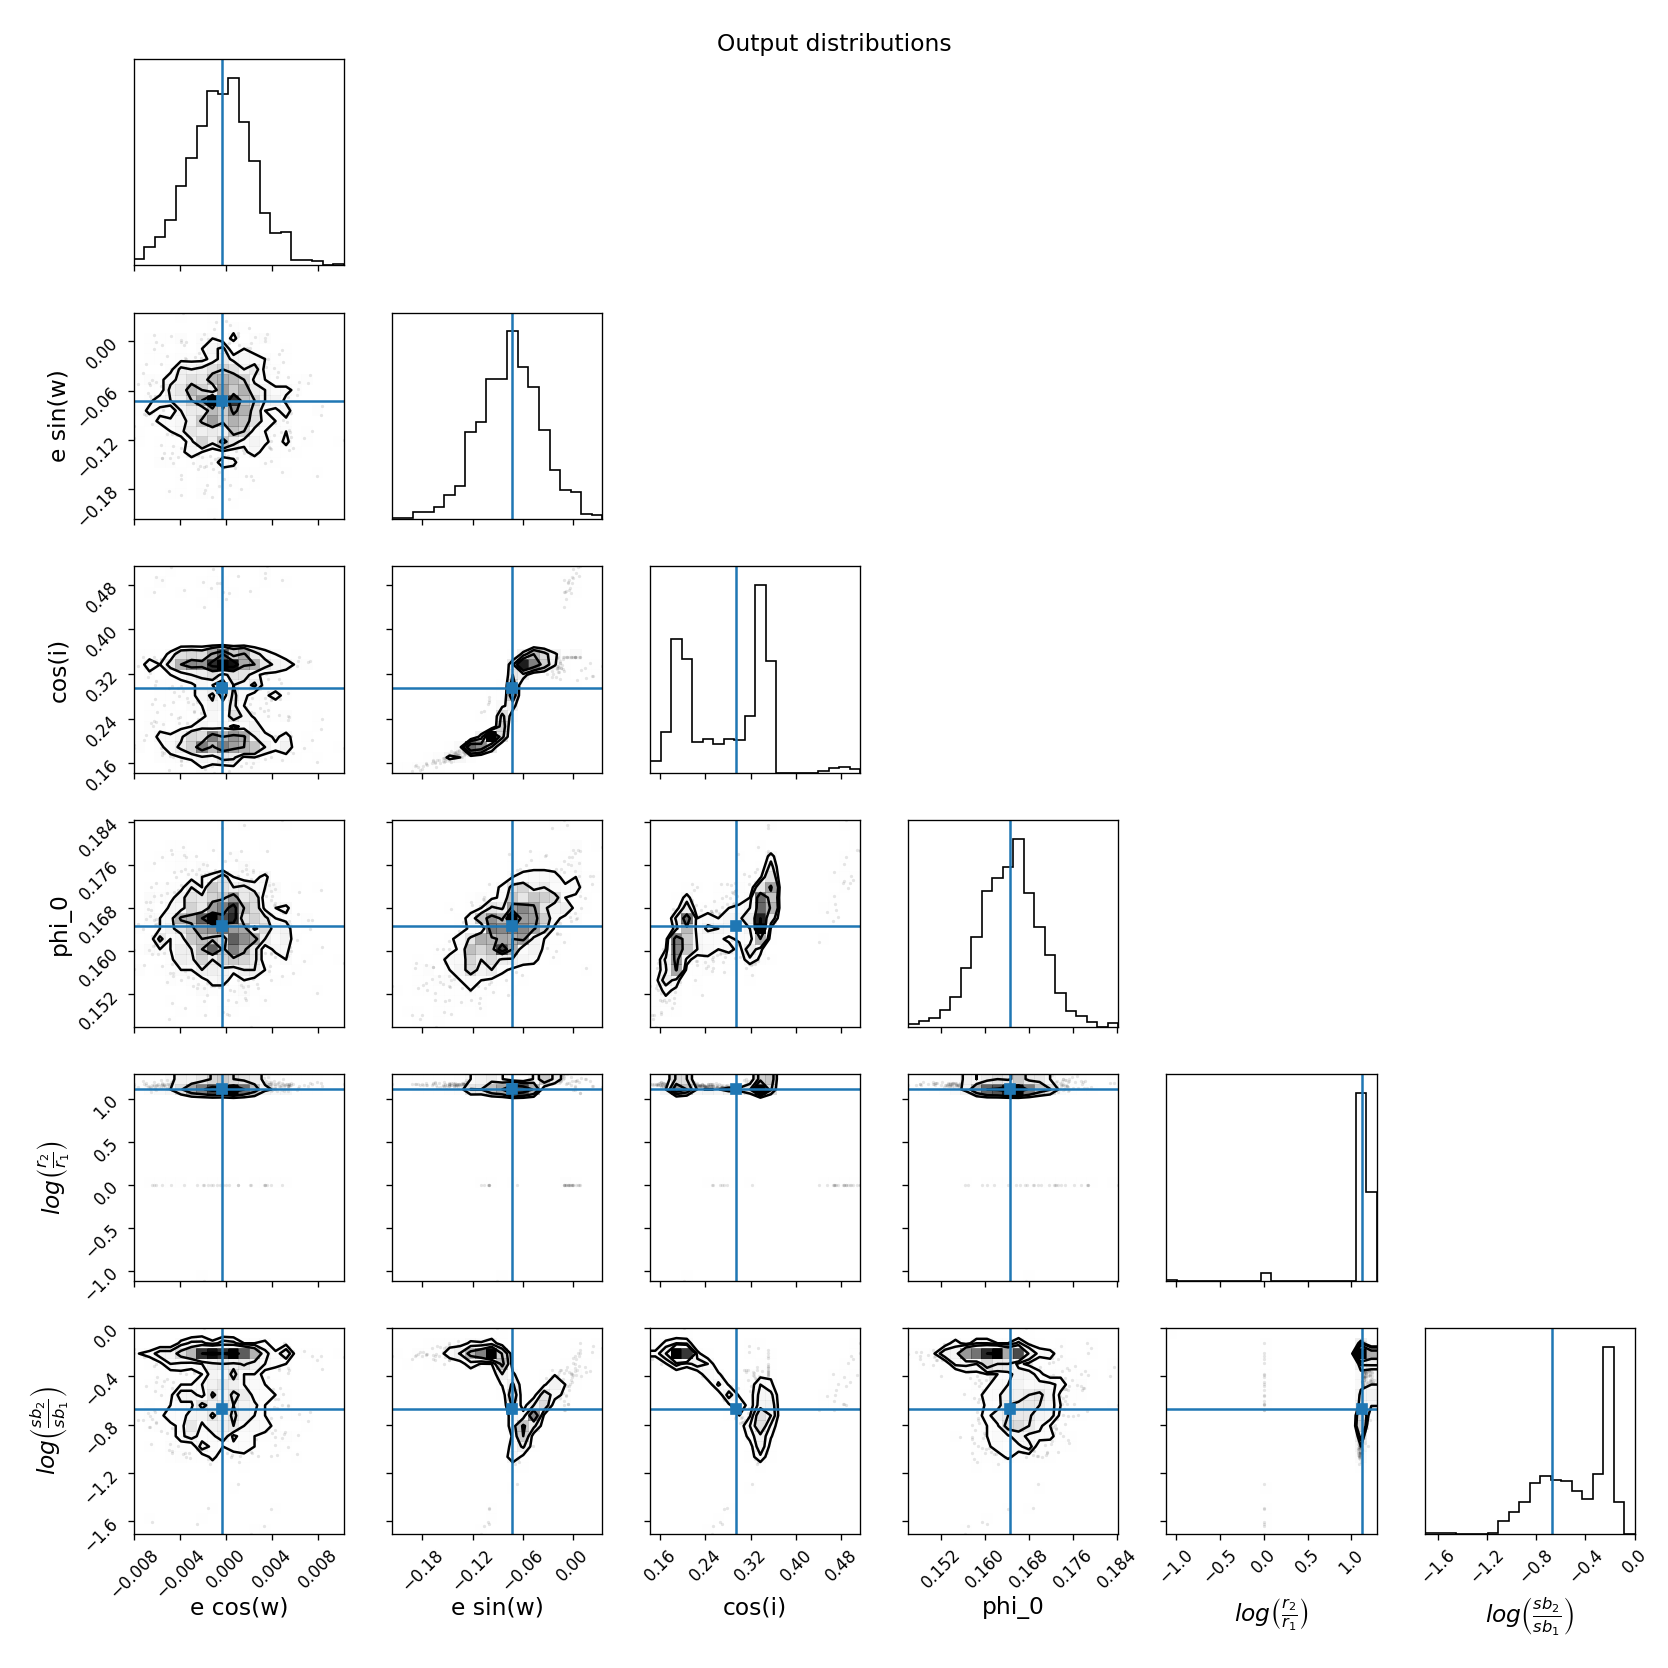 Output distributions
e sin(w)
0.00
−0.06
−0.12
−0.18
cos(i)
0.48
0.40
0.32
0.24
0.16
phi_0
0.184
0.176
0.168
0.160
0.152
log(r₂/r₁)
1.0
0.5
0.0
−0.5
−1.0
log(sb₂/sb₁)
0.0
−0.4
−0.8
−1.2
−1.6
−0.008 −0.004 0.000 0.004 0.008
e cos(w)
−0.18 −0.12 −0.06 0.00
e sin(w)
0.16 0.24 0.32 0.40 0.48
cos(i)
0.152 0.160 0.168 0.176 0.184
phi_0
−1.0 −0.5 0.0 0.5 1.0
log(r₂/r₁)
−1.6 −1.2 −0.8 −0.4 0.0
log(sb₂/sb₁)